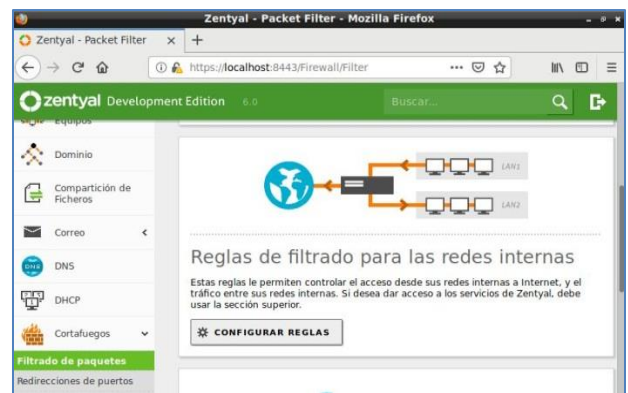 Zentyal - Packet Filter - Mozilla Firefox
Zentyal - Packet Filter
https://localhost:8443/Firewall/Filter
zentyal Development Edition 6.0
Buscar...
Equipos
Dominio
Compartición de
Ficheros
Correo
DNS
DNS
DHCP
Cortafuegos
Filtrado de paquetes
Redirecciones de puertos
LAN1
LAN2
Reglas de filtrado para las redes internas
Estas reglas le permiten controlar el acceso desde sus redes internas a Internet, y el
tráfico entre sus redes internas. Si desea dar acceso a los servicios de Zentyal, debe
usar la sección superior.
CONFIGURAR REGLAS